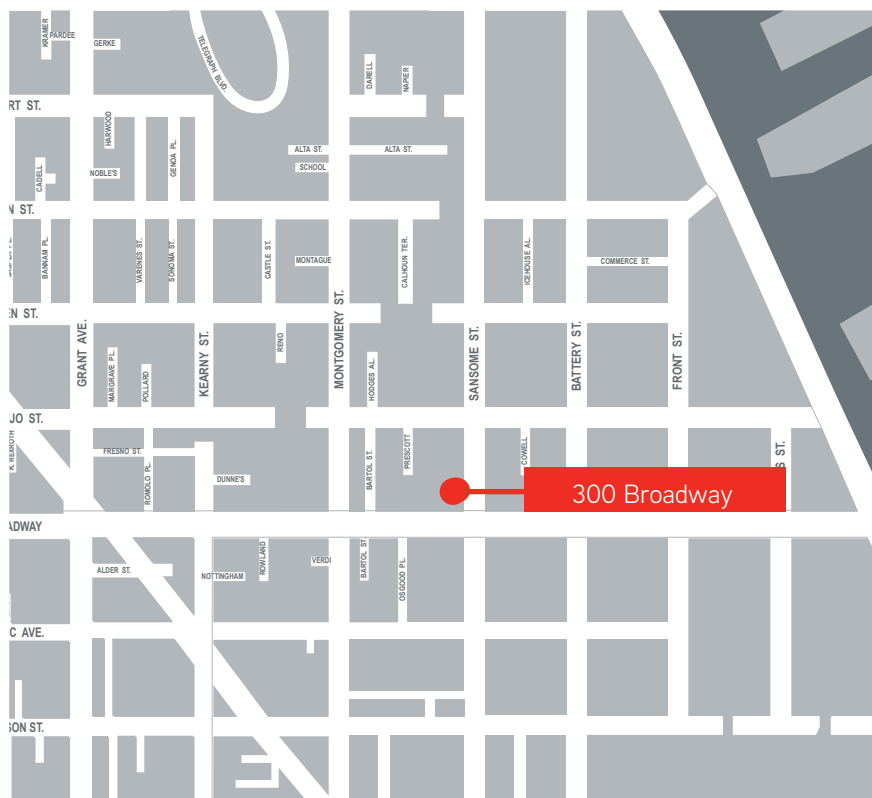 KRAMER
PARDEE
GERKE
TELEGRAPH BLVD.
DARELL
NAPIER
RT ST.
HARWOOD
GENOA PL.
ALTA ST.
ALTA ST.
SCHOOL
CADELL
NOBLE'S
N ST.
BANNAM PL.
VARENES ST.
SONOMA ST.
CASTLE ST.
MONTAGUE
CALHOUN TER.
ICEHOUSE AL.
COMMERCE ST.
EN ST.
GRANT AVE.
MARGRAVE PL.
POLLARD
KEARNY ST.
RENO
MONTGOMERY ST.
HODGES AL.
SANSOME ST.
BATTERY ST.
FRONT ST.
JO ST.
K. REXROTH
FRESNO ST.
ROMOLO PL.
DUNNE'S
BARTOL ST.
PRESCOTT
COWELL
S ST.
300 Broadway
ADWAY
ALDER ST.
NOTTINGHAM
ROWLAND
VERDI
BARTOL ST.
OSGOOD PL.
C AVE.
SON ST.